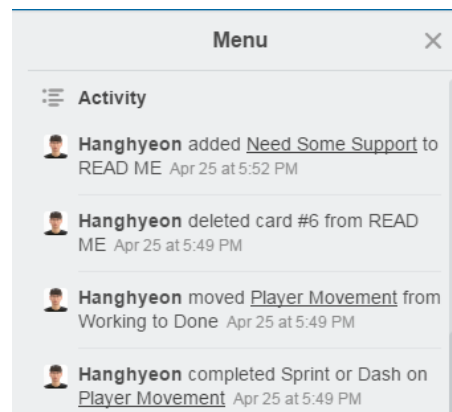 Menu
Activity
Hanghyeon added Need Some Support to
READ ME Apr 25 at 5:52 PM
Hanghyeon deleted card #6 from READ
ME Apr 25 at 5:49 PM
Hanghyeon moved Player Movement from
Working to Done Apr 25 at 5:49 PM
Hanghyeon completed Sprint or Dash on
Player Movement Apr 25 at 5:49 PM